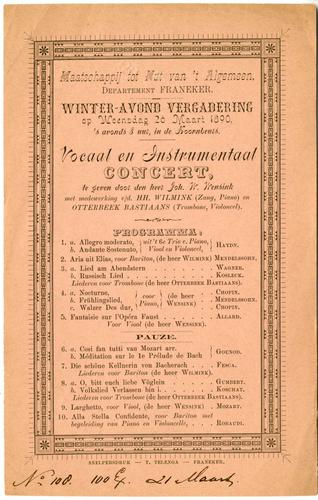 Maatschappij tot Nut van 't Algemeen.
Departement FRANEKER.
WINTER-AVOND VERGADERING
op Woensdag 26 Maart 1890,
's avonds 8 uur, in de Koornbeurs.
Vocaal en Instrumentaal
CONCERT,
te geven door den heer Joh. W. Wensink
met medewerking v/d. HH. WILMINK (Zang, Piano) en
OTTERBEEK BASTIAANS (Trombone, Violoncel).
PROGRAMMA:
1. a. Allegro moderato, uit 't 6e Trio v. Piano, HAYDN.
b. Andante Sostenuto, Viool en Violoncel,
2. Aria uit Elias, voor Bariton, (de heer WILMINK) MENDELSSOHN.
3. a. Lied an Abendstern . . . WAGNER.
b. Russisch Lied . . . KOSLECK.
Liederen voor Trombone (de heer OTTERBEEK BASTIAANS).
4. a. Nocturne, CHOPIN.
b. Frühlingslied, voor Piano, (de heer WENSINK) MENDELSSOHN.
c. Walzer Des dur, CHOPIN.
5. Fantaisie sur l'Opéra Faust . . ALLARD.
Voor Viool (de heer WENSINK).
PAUZE.
6. a. Cosi fan tutti van Mozart arr. GOUNOD.
b. Méditation sur le 1e Prélude de Bach
7. Die schöne Kellnerin von Bacherach . FESCA.
Liederen voor Bariton (de heer WILMINK).
8. a. O, bitt euch liebe Vöglein . . GUMBERT.
b. Volkslied Verlassen bin i. . . KOSCHAT.
Liederen voor Trombone (de heer OTTERBEEK BASTIAANS).
9. Larghetto, voor Viool, (de heer WENSINK) . MOZART.
10. Alla Stella Confidente, voor Bariton met
begeleiding van Piano en Violoncelle, . ROBAUDI.
SNELPERSDRUK — T. TELENGA — FRANEKER.
No. 108. 100 Ex. 21 Maart